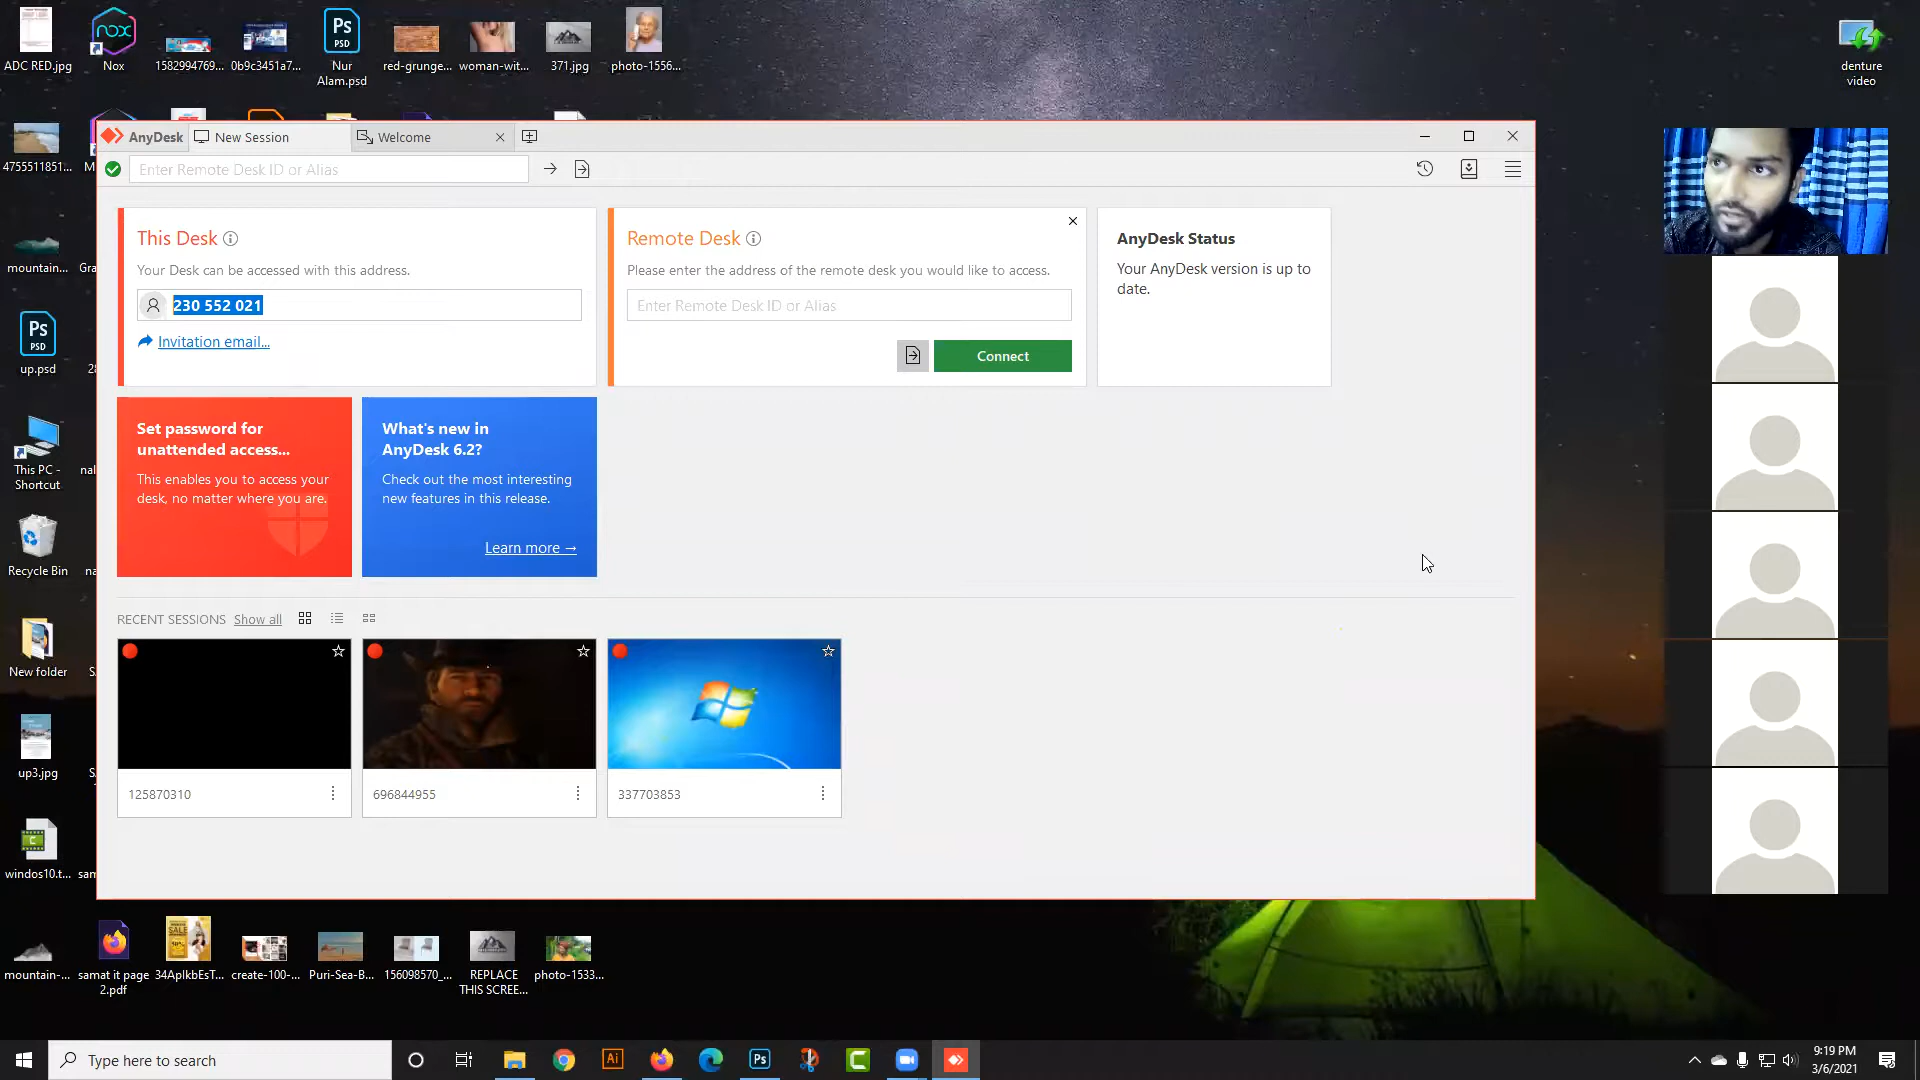 ADC RED.jpg
Nox
1582994769...
0b9c3451a7...
Nur
Alam.psd
red-grunge...
woman-wit...
371.jpg
photo-1556...
denture
video
4755511851...
mountain...
Gra
up.psd
This PC -
Shortcut
nal
Recycle Bin
na
New folder
up3.jpg
windos10.t...
sam
AnyDesk
New Session
Welcome
Enter Remote Desk ID or Alias
This Desk
Your Desk can be accessed with this address.
230 552 021
Invitation email...
Remote Desk
Please enter the address of the remote desk you would like to access.
Enter Remote Desk ID or Alias
Connect
AnyDesk Status
Your AnyDesk version is up to
date.
Set password for
unattended access...
This enables you to access your
desk, no matter where you are.
What's new in
AnyDesk 6.2?
Check out the most interesting
new features in this release.
Learn more →
RECENT SESSIONS
Show all
125870310
696844955
337703853
mountain-...
samat it page
2.pdf
34AplkbEsT...
create-100-...
Puri-Sea-B...
156098570_...
REPLACE
THIS SCREE...
photo-1533...
Type here to search
9:19 PM
3/6/2021